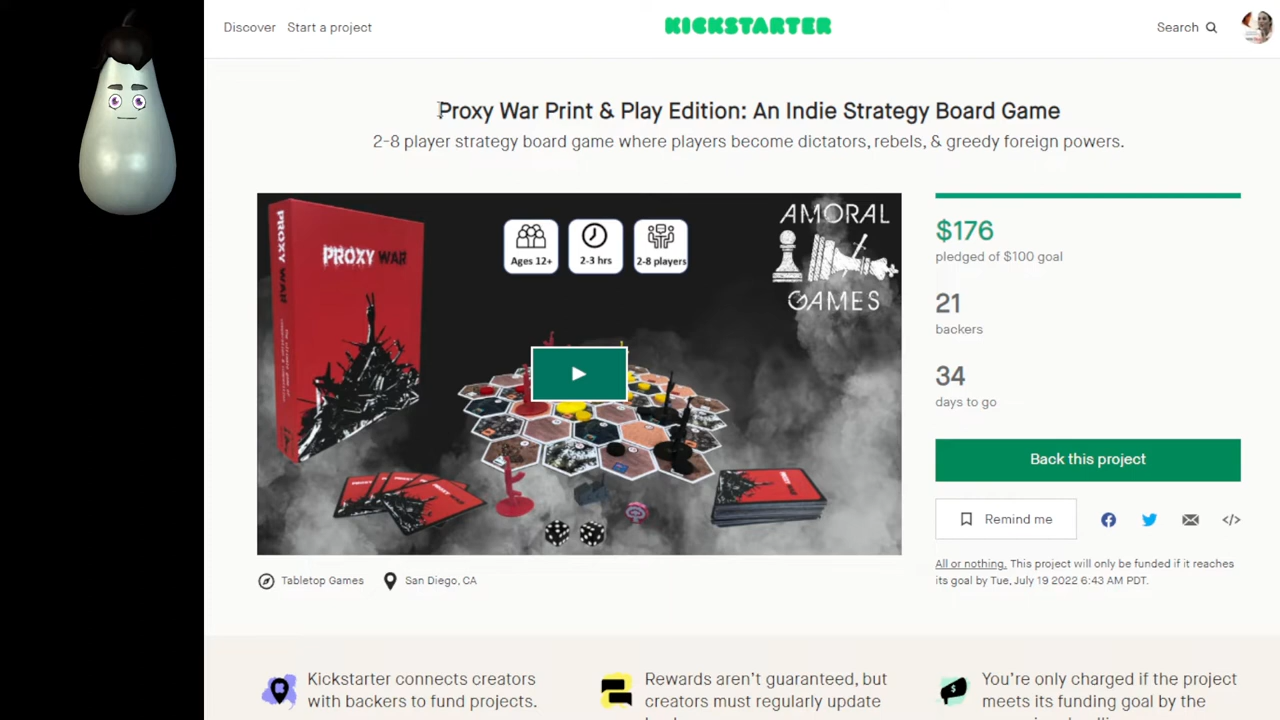 Discover
Start a project
KICKSTARTER
Search
Proxy War Print & Play Edition: An Indie Strategy Board Game
2-8 player strategy board game where players become dictators, rebels, & greedy foreign powers.
PROXY WAR
PROXY WAR
Ages 12+
2-3 hrs
2-8 players
AMORAL
GAMES
$176
pledged of $100 goal
21
backers
34
days to go
Back this project
Remind me
</>
All or nothing. This project will only be funded if it reaches
its goal by Tue, July 19 2022 6:43 AM PDT.
Tabletop Games
San Diego, CA
Kickstarter connects creators
with backers to fund projects.
Rewards aren't guaranteed, but
creators must regularly update
You're only charged if the project
meets its funding goal by the